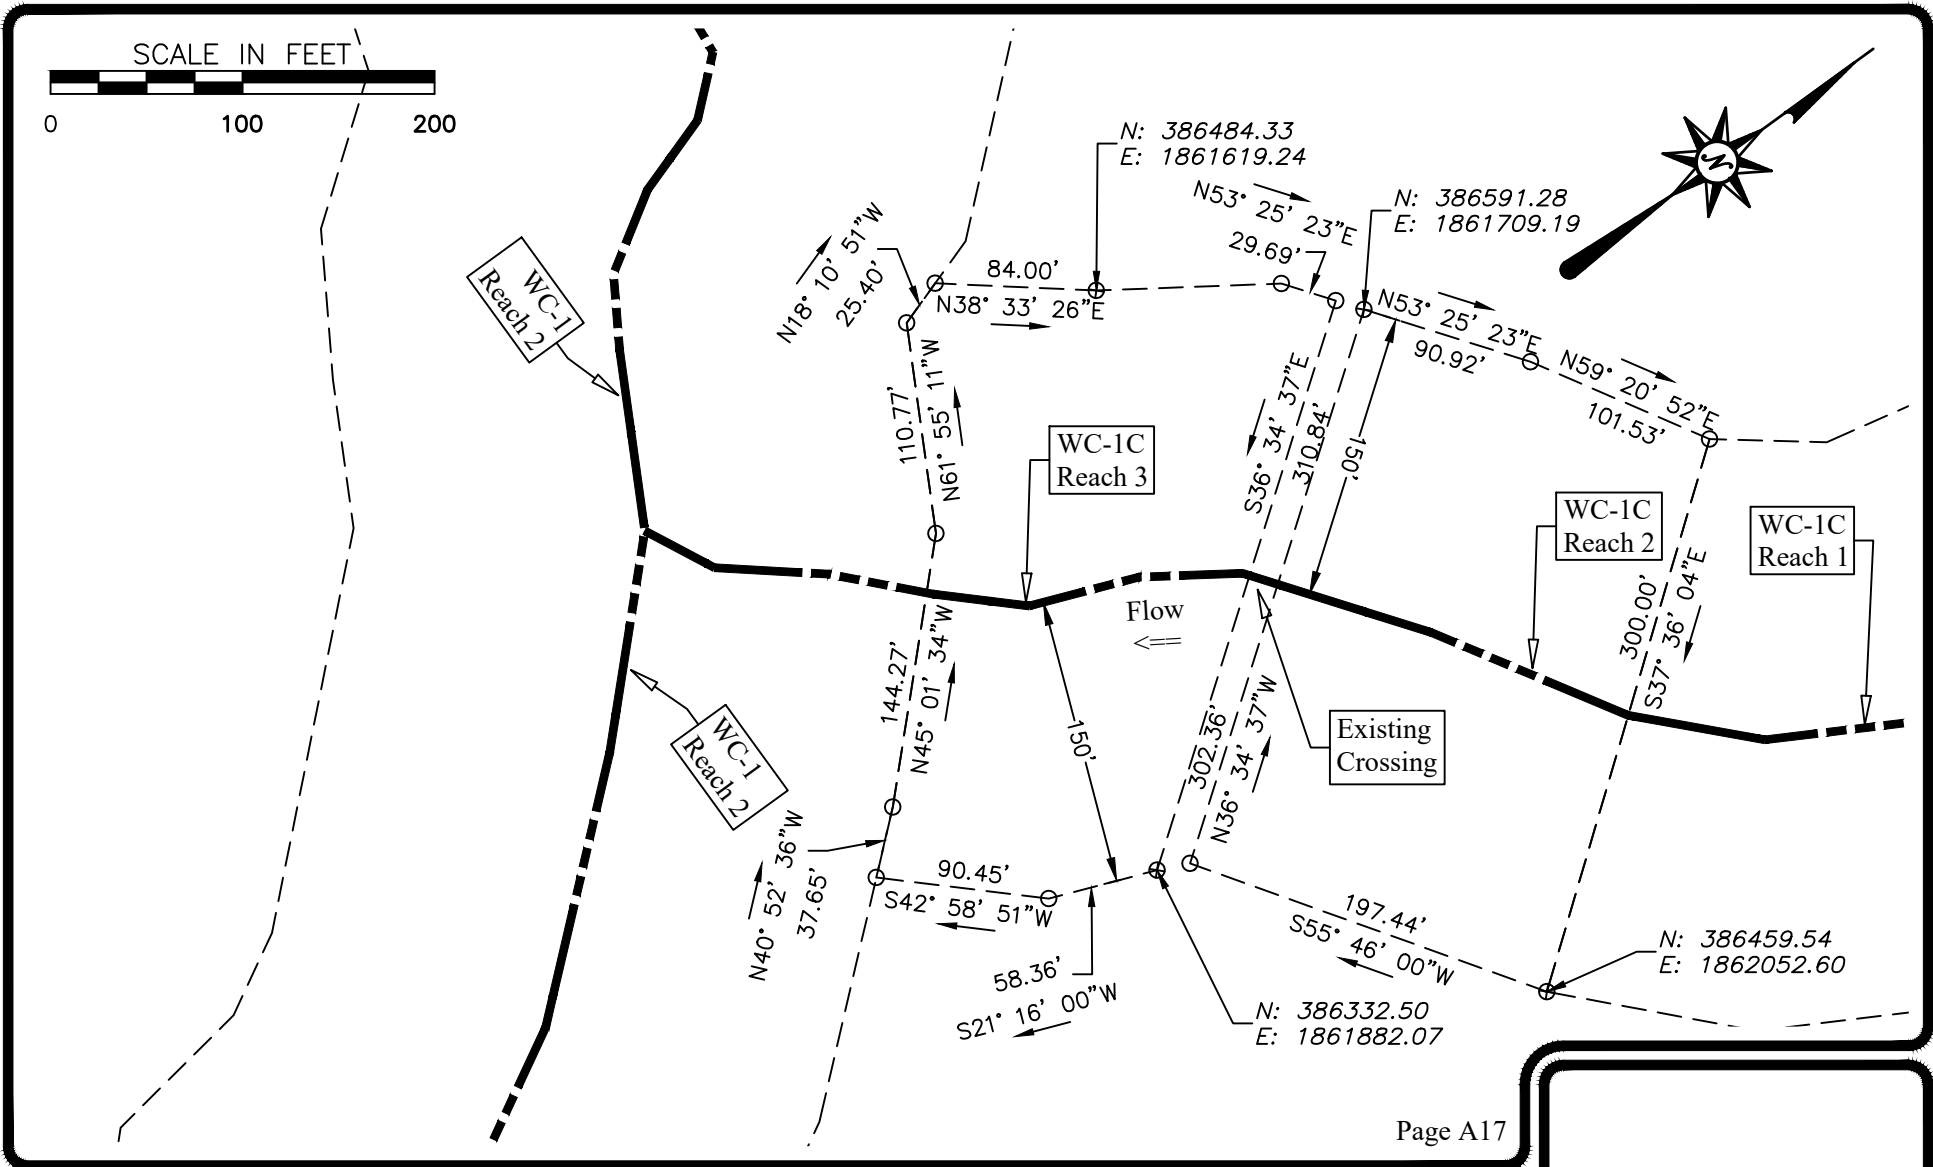 SCALE IN FEET
0 100 200
N: 386484.33
E: 1861619.24
N53° 25' 23"E
29.69'
N: 386591.28
E: 1861709.19
N
WC-1
Reach 2
N18° 10' 51"W
25.40'
84.00'
N38° 33' 26"E
N53° 25' 23"E
90.92'
N59° 20' 52"E
101.53'
110.77'
N61° 55' 11"W
S36° 34' 37"E
310.84'
150'
WC-1C
Reach 3
WC-1C
Reach 2
WC-1C
Reach 1
300.00'
S37° 36' 04"E
Flow
<==
144.27'
N45° 01' 34"W
150'
302.36'
N36° 34' 37"W
Existing
Crossing
WC-1
Reach 2
N40° 52' 36"W
37.65'
90.45'
S42° 58' 51"W
58.36'
S21° 16' 00"W
197.44'
S55° 46' 00"W
N: 386459.54
E: 1862052.60
N: 386332.50
E: 1861882.07
Page A17